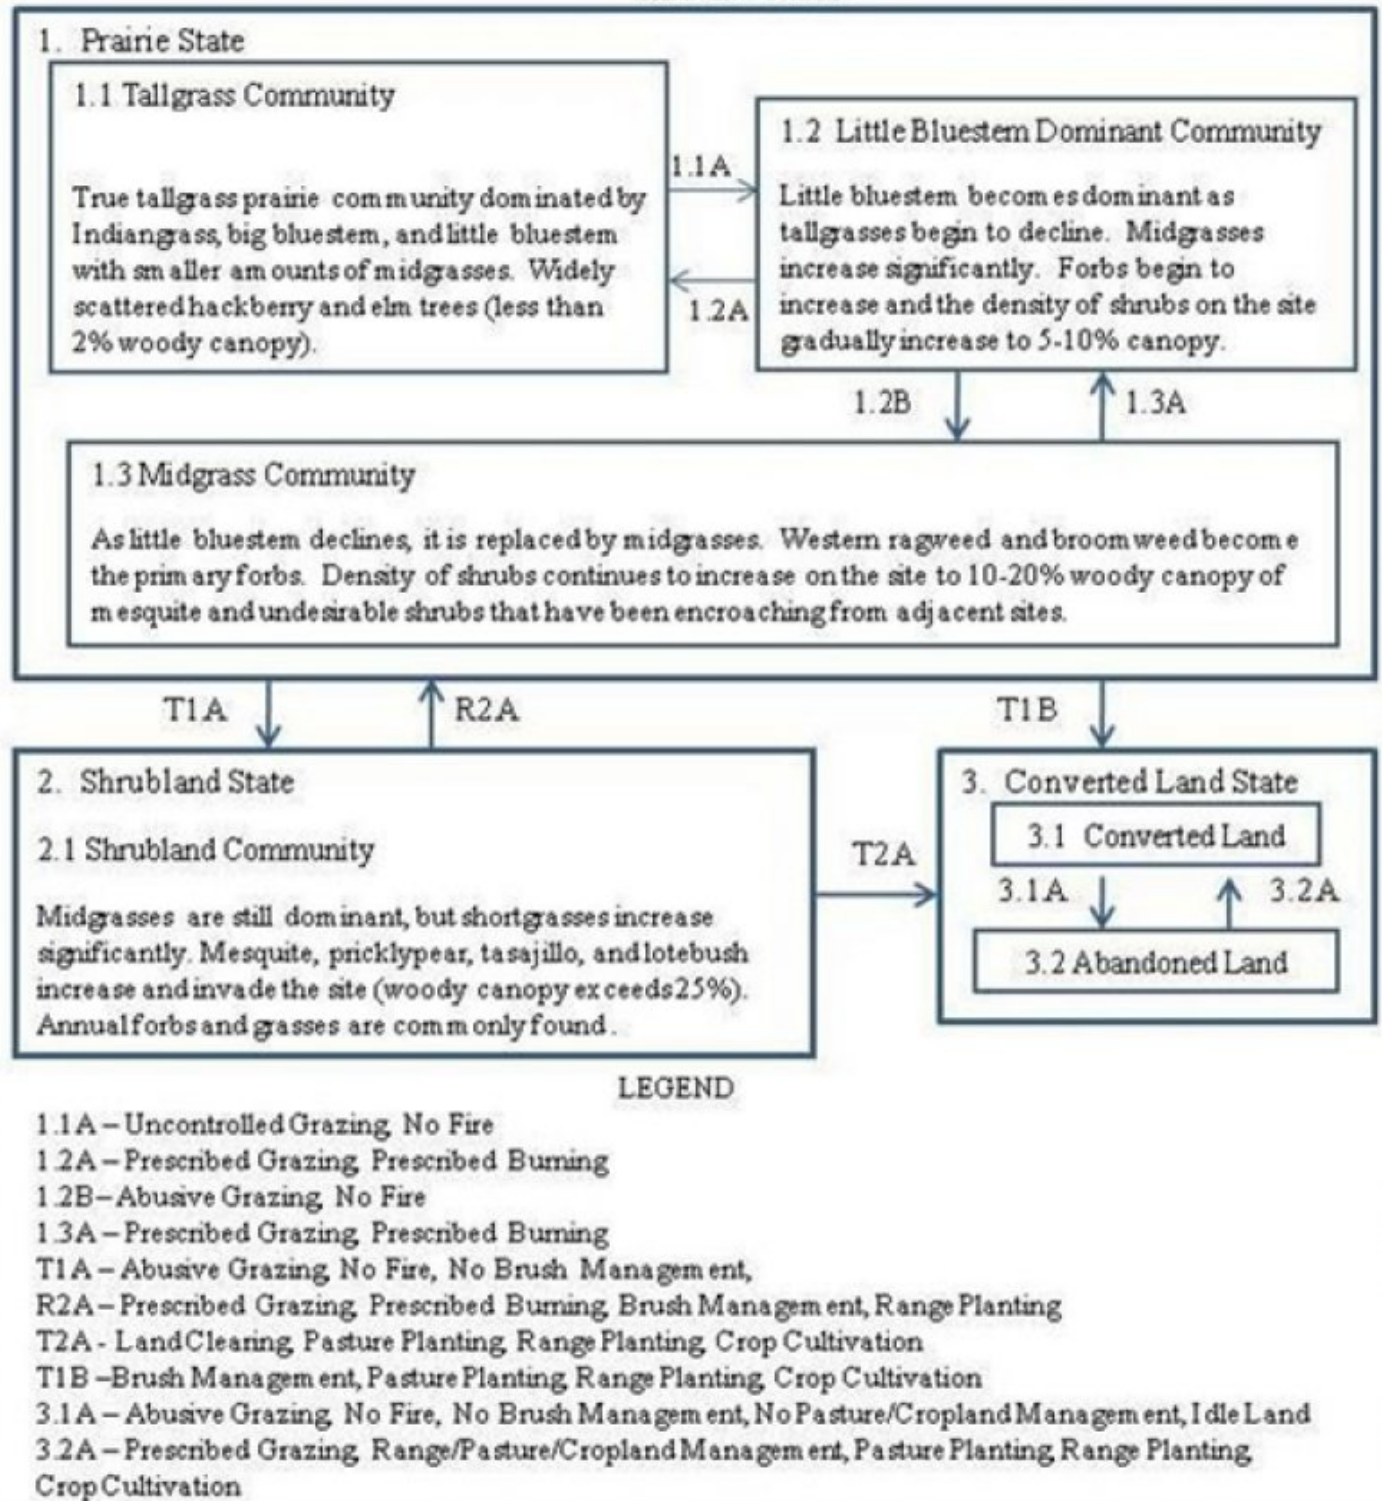 1. Prairie State
1.1 Tallgrass Community
True tallgrass prairie community dominated by
Indiangrass, big bluestem, and little bluestem
with smaller amounts of midgrasses. Widely
scattered hackberry and elm trees (less than
2% woody canopy).
1.1A
1.2A
1.2 Little Bluestem Dominant Community
Little bluestem becomes dominant as
tallgrasses begin to decline. Midgrasses
increase significantly. Forbs begin to
increase and the density of shrubs on the site
gradually increase to 5-10% canopy.
1.2B
1.3A
1.3 Midgrass Community
As little bluestem declines, it is replaced by midgrasses. Western ragweed and broomweed become
the primary forbs. Density of shrubs continues to increase on the site to 10-20% woody canopy of
mesquite and undesirable shrubs that have been encroaching from adjacent sites.
T1A
R2A
T1B
2. Shrubland State
2.1 Shrubland Community
Midgrasses are still dominant, but shortgrasses increase
significantly. Mesquite, pricklypear, tasajillo, and lotebush
increase and invade the site (woody canopy exceeds 25%).
Annual forbs and grasses are commonly found.
T2A
3. Converted Land State
3.1 Converted Land
3.1A
3.2A
3.2 Abandoned Land
LEGEND
1.1A – Uncontrolled Grazing, No Fire
1.2A – Prescribed Grazing, Prescribed Burning
1.2B – Abusive Grazing, No Fire
1.3A – Prescribed Grazing, Prescribed Burning
T1A – Abusive Grazing, No Fire, No Brush Management,
R2A – Prescribed Grazing, Prescribed Burning, Brush Management, Range Planting
T2A - Land Clearing, Pasture Planting, Range Planting, Crop Cultivation
T1B – Brush Management, Pasture Planting, Range Planting, Crop Cultivation
3.1A – Abusive Grazing, No Fire, No Brush Management, No Pasture/Cropland Management, Idle Land
3.2A – Prescribed Grazing, Range/Pasture/Cropland Management, Pasture Planting, Range Planting,
Crop Cultivation